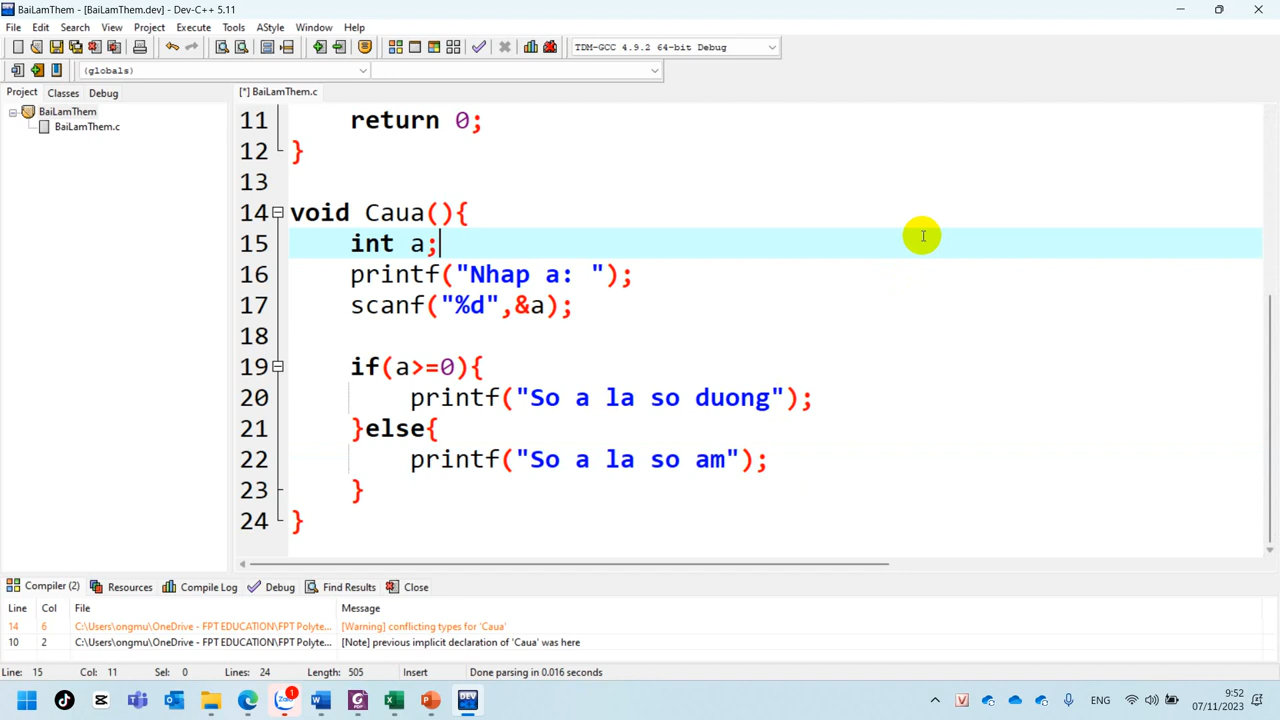 BaiLamThem - [BaiLamThem.dev] - Dev-C++ 5.11
File Edit Search View Project Execute Tools AStyle Window Help
TDM-GCC 4.9.2 64-bit Debug
(globals)
Project Classes Debug
[*] BaiLamThem.c
BaiLamThem
BaiLamThem.c
11 return 0;
12 }
13
14 void Caua(){
15 int a;
16 printf("Nhap a: ");
17 scanf("%d",&a);
18
19 if(a>=0){
20 printf("So a la so duong");
21 }else{
22 printf("So a la so am");
23 }
24 }
Compiler (2) Resources Compile Log Debug Find Results Close
Line Col File Message
14 6 C:\Users\ongmu\OneDrive - FPT EDUCATION\FPT Polyte... [Warning] conflicting types for 'Caua'
10 2 C:\Users\ongmu\OneDrive - FPT EDUCATION\FPT Polyte... [Note] previous implicit declaration of 'Caua' was here
Line: 15 Col: 11 Sel: 0 Lines: 24 Length: 505 Insert Done parsing in 0.016 seconds
ENG 9:52
07/11/2023